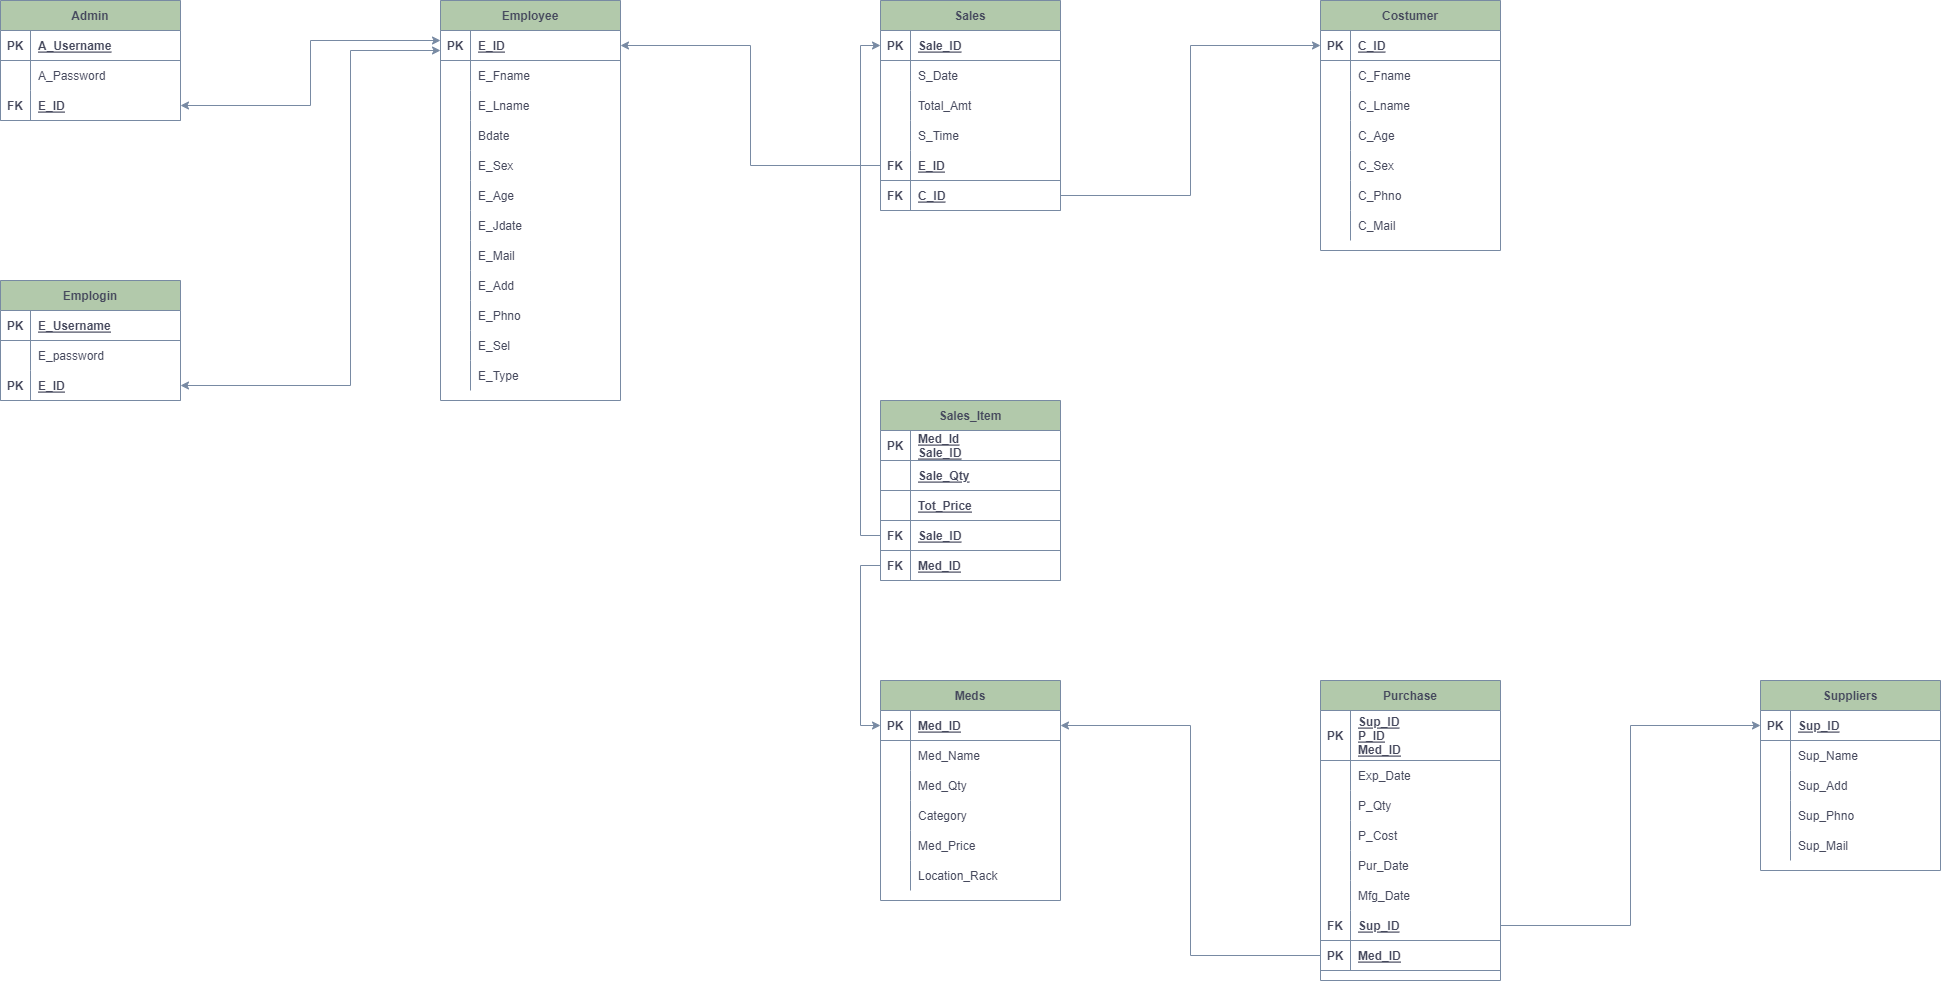 Admin
PK A_Username
A_Password
FK E_ID
Employee
PK E_ID
E_Fname
E_Lname
Bdate
E_Sex
E_Age
E_Jdate
E_Mail
E_Add
E_Phno
E_Sel
E_Type
Sales
PK Sale_ID
S_Date
Total_Amt
S_Time
FK E_ID
FK C_ID
Costumer
PK C_ID
C_Fname
C_Lname
C_Age
C_Sex
C_Phno
C_Mail
Emplogin
PK E_Username
E_password
PK E_ID
Sales_Item
PK Med_Id
Sale_ID
Sale_Qty
Tot_Price
FK Sale_ID
FK Med_ID
Meds
PK Med_ID
Med_Name
Med_Qty
Category
Med_Price
Location_Rack
Purchase
Sup_ID
PK P_ID
Med_ID
Exp_Date
P_Qty
P_Cost
Pur_Date
Mfg_Date
FK Sup_ID
PK Med_ID
Suppliers
PK Sup_ID
Sup_Name
Sup_Add
Sup_Phno
Sup_Mail